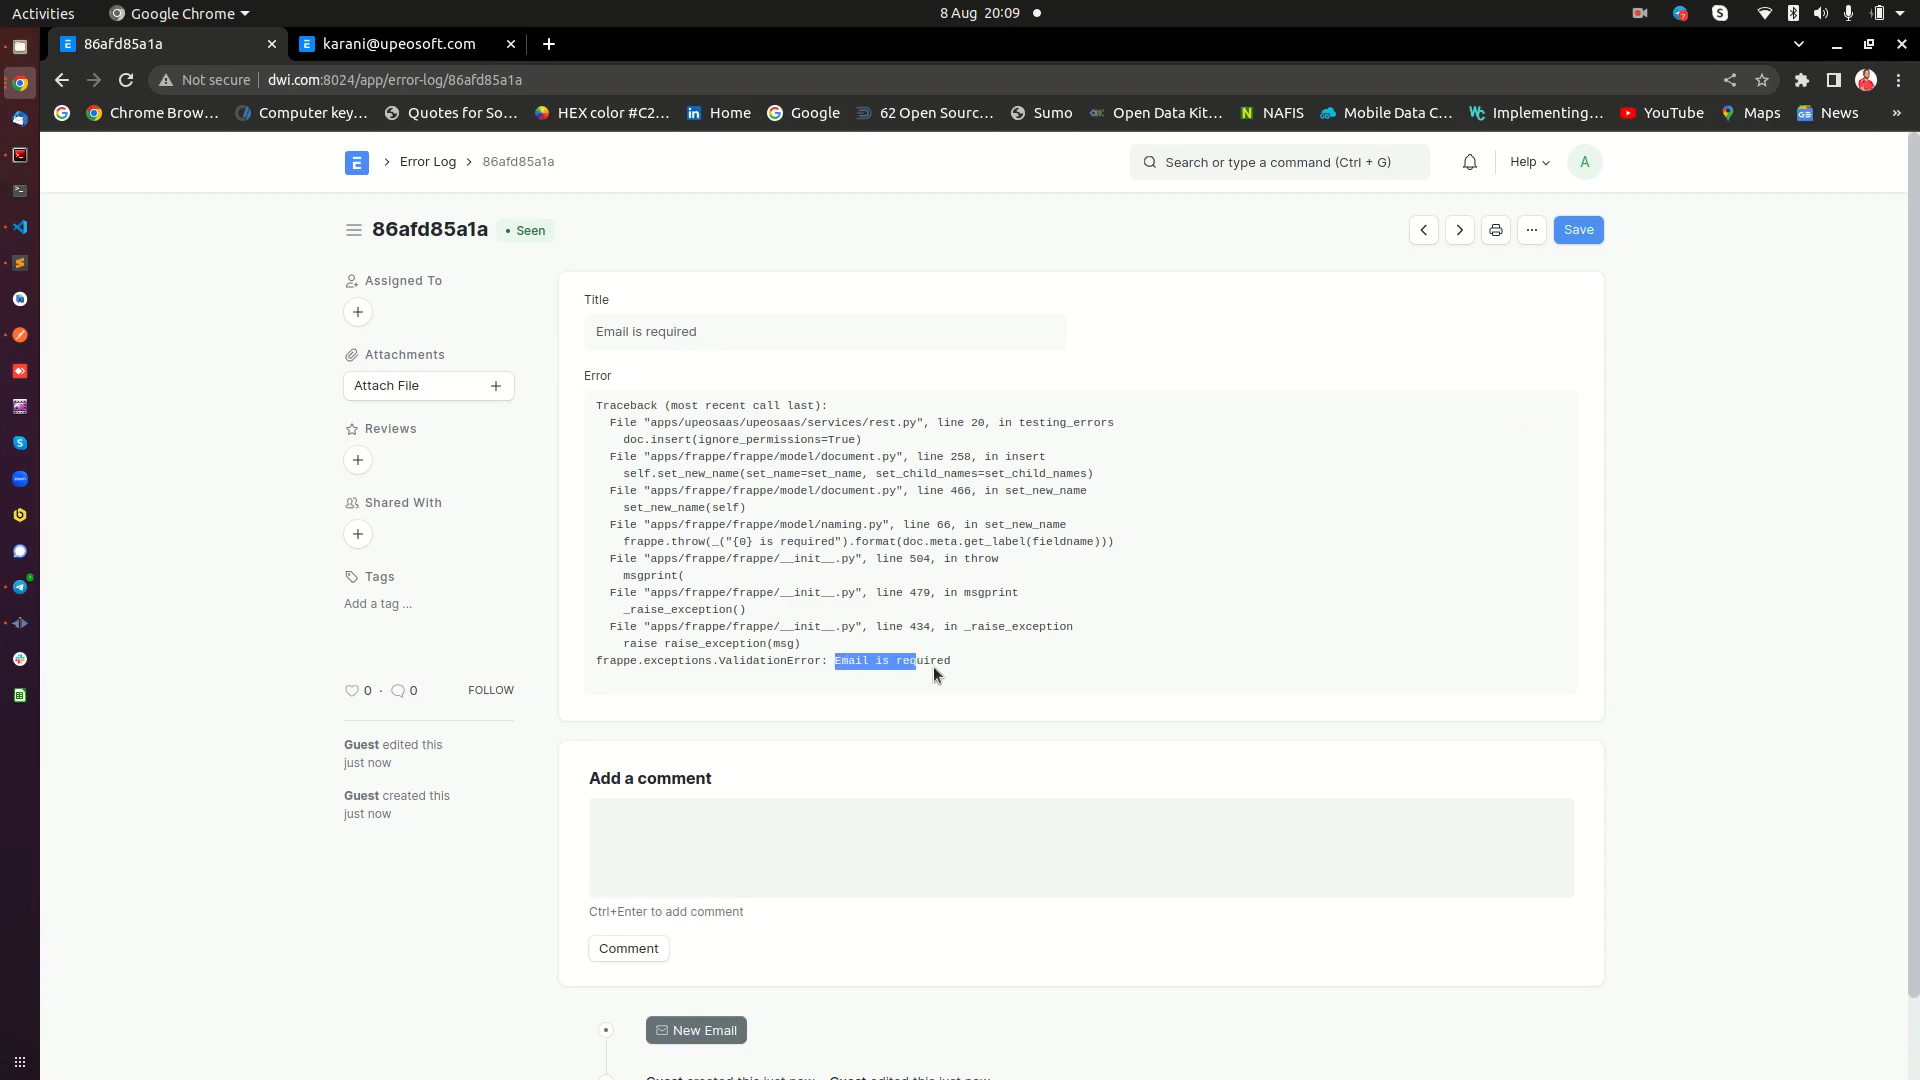 Activities
Google Chrome
8 Aug 20:09
86afd85a1a
karani@upeosoft.com
Not secure
dwi.com:8024/app/error-log/86afd85a1a
Chrome Brow...
Computer key...
Quotes for So...
HEX color #C2...
Home
Google
62 Open Sourc...
Sumo
Open Data Kit...
NAFIS
Mobile Data C...
Implementing...
YouTube
Maps
News
»
E
Error Log
86afd85a1a
Search or type a command (Ctrl + G)
Help
A
86afd85a1a
Seen
Save
Assigned To
Attachments
Attach File
Reviews
Shared With
Tags
Add a tag ...
0 · 0
FOLLOW
Guest edited this
just now
Guest created this
just now
Title
Email is required
Error
Traceback (most recent call last):
File "apps/upeosaas/upeosaas/services/rest.py", line 20, in testing_errors
doc.insert(ignore_permissions=True)
File "apps/frappe/frappe/model/document.py", line 258, in insert
self.set_new_name(set_name=set_name, set_child_names=set_child_names)
File "apps/frappe/frappe/model/document.py", line 466, in set_new_name
set_new_name(self)
File "apps/frappe/frappe/model/naming.py", line 66, in set_new_name
frappe.throw(_("{0} is required").format(doc.meta.get_label(fieldname)))
File "apps/frappe/frappe/__init__.py", line 504, in throw
msgprint(
File "apps/frappe/frappe/__init__.py", line 479, in msgprint
_raise_exception()
File "apps/frappe/frappe/__init__.py", line 434, in _raise_exception
raise raise_exception(msg)
frappe.exceptions.ValidationError: Email is required
Add a comment
Ctrl+Enter to add comment
Comment
New Email
Guest created this just now
Guest edited this just now